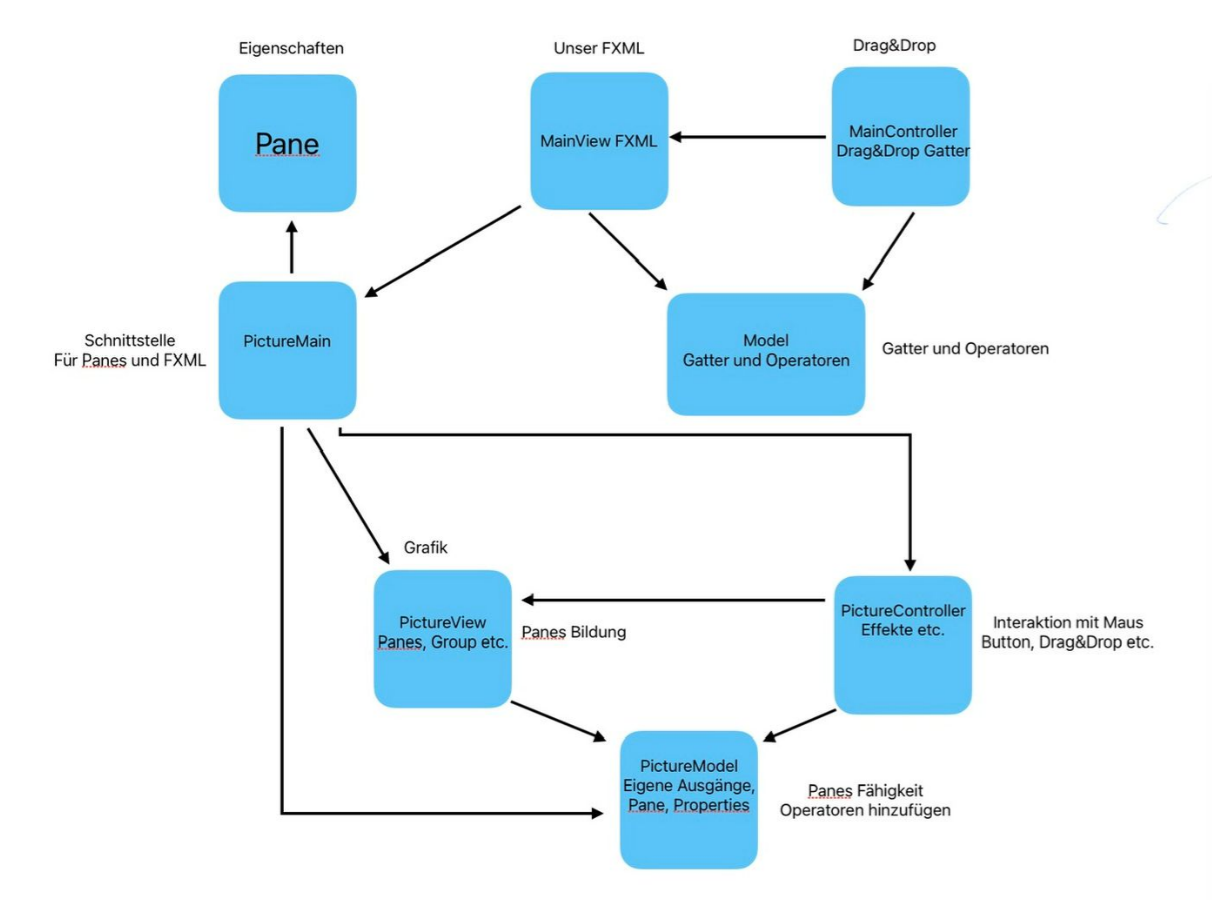 Eigenschaften
Unser FXML
Drag&Drop
Pane
MainView FXML
MainController
Drag&Drop Gatter
Schnittstelle
Für Panes und FXML
PictureMain
Model
Gatter und Operatoren
Gatter und Operatoren
Grafik
PictureView
Panes, Group etc.
Panes Bildung
PictureController
Effekte etc.
Interaktion mit Maus
Button, Drag&Drop etc.
PictureModel
Eigene Ausgänge,
Pane, Properties
Panes Fähigkeit
Operatoren hinzufügen